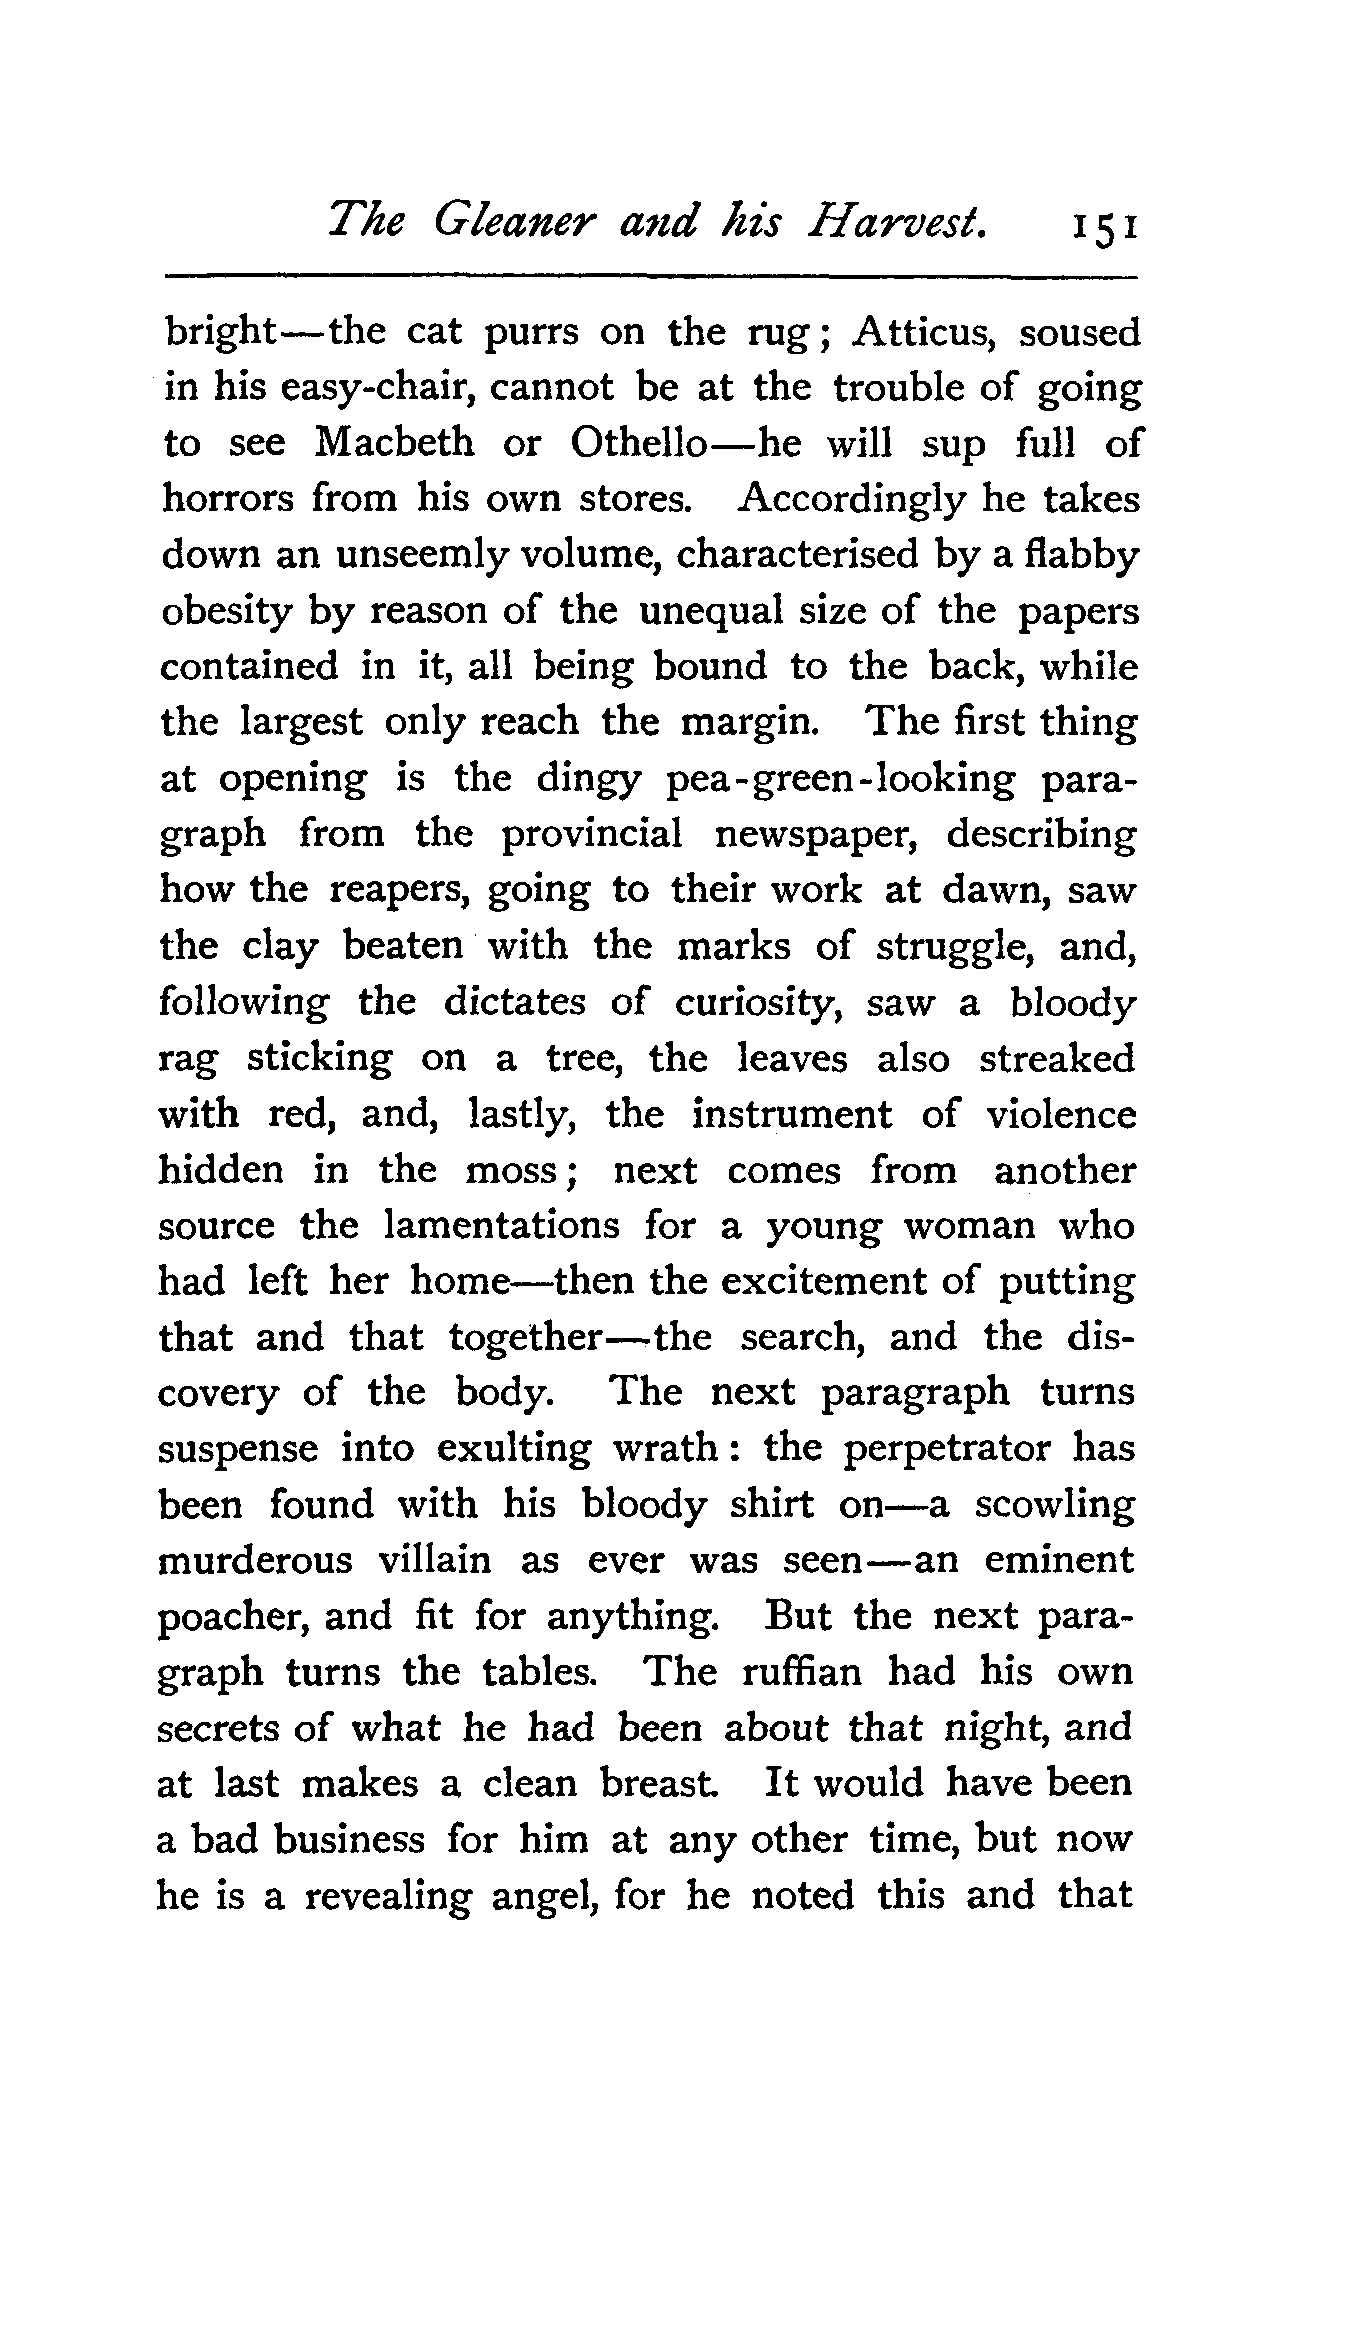 The Gleaner and his Harvest. 151
bright—the cat purrs on the rug; Atticus, soused
in his easy-chair, cannot be at the trouble of going
to see Macbeth or Othello—he will sup full of
horrors from his own stores. Accordingly he takes
down an unseemly volume, characterised by a flabby
obesity by reason of the unequal size of the papers
contained in it, all being bound to the back, while
the largest only reach the margin. The first thing
at opening is the dingy pea-green-looking para-
graph from the provincial newspaper, describing
how the reapers, going to their work at dawn, saw
the clay beaten with the marks of struggle, and,
following the dictates of curiosity, saw a bloody
rag sticking on a tree, the leaves also streaked
with red, and, lastly, the instrument of violence
hidden in the moss; next comes from another
source the lamentations for a young woman who
had left her home—then the excitement of putting
that and that together—the search, and the dis-
covery of the body. The next paragraph turns
suspense into exulting wrath: the perpetrator has
been found with his bloody shirt on—a scowling
murderous villain as ever was seen—an eminent
poacher, and fit for anything. But the next para-
graph turns the tables. The ruffian had his own
secrets of what he had been about that night, and
at last makes a clean breast. It would have been
a bad business for him at any other time, but now
he is a revealing angel, for he noted this and that